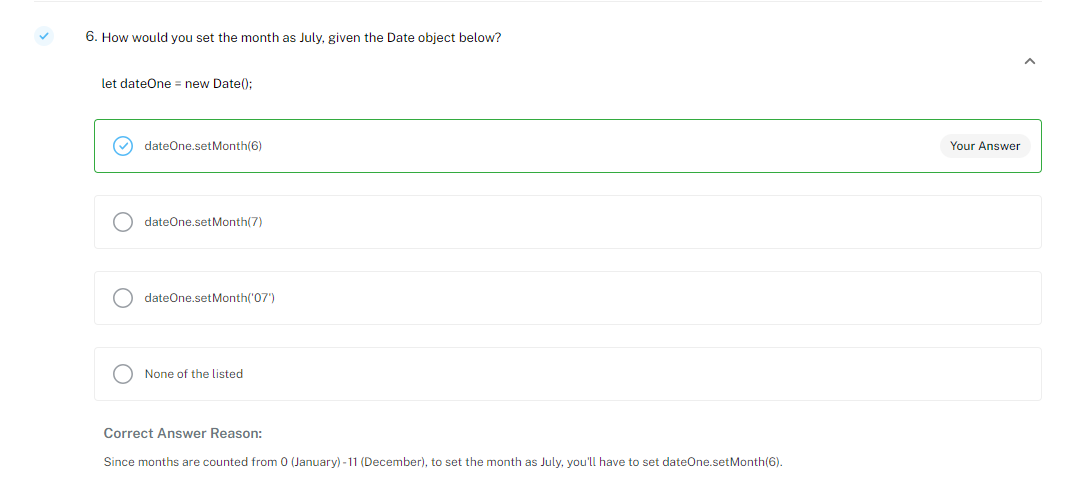 6. How would you set the month as July, given the Date object below?
let dateOne = new Date();
dateOne.setMonth(6)
Your Answer
dateOne.setMonth(7)
dateOne.setMonth('07')
None of the listed
Correct Answer Reason:
Since months are counted from 0 (January) - 11 (December), to set the month as July, you'll have to set dateOne.setMonth(6).